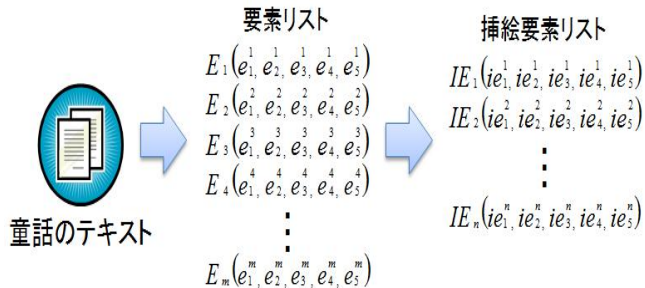 童話のテキスト
要素リスト
E₁(e₁¹, e₂¹, e₃¹, e₄¹, e₅¹)
E₂(e₁², e₂², e₃², e₄², e₅²)
E₃(e₁³, e₂³, e₃³, e₄³, e₅³)
E₄(e₁⁴, e₂⁴, e₃⁴, e₄⁴, e₅⁴)
⋮
Eₘ(e₁ᵐ, e₂ᵐ, e₃ᵐ, e₄ᵐ, e₅ᵐ)
挿絵要素リスト
IE₁(ie₁¹, ie₂¹, ie₃¹, ie₄¹, ie₅¹)
IE₂(ie₁², ie₂², ie₃², ie₄², ie₅²)
⋮
IEₙ(ie₁ⁿ, ie₂ⁿ, ie₃ⁿ, ie₄ⁿ, ie₅ⁿ)